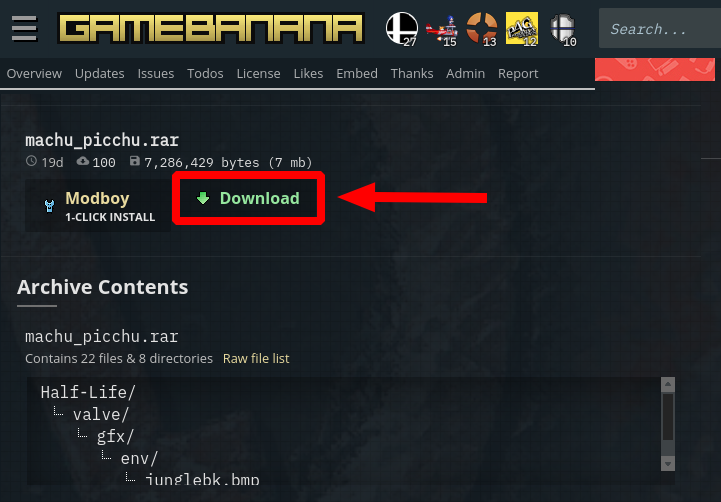 GAMEBANANA 27 15 13 12 10 Search...
Overview Updates Issues Todos License Likes Embed Thanks Admin Report
machu_picchu.rar
19d 100 7,286,429 bytes (7 mb)
Modboy Download
1-CLICK INSTALL
Archive Contents
machu_picchu.rar
Contains 22 files & 8 directories Raw file list
Half-Life/
valve/
gfx/
env/
junglebk.bmp